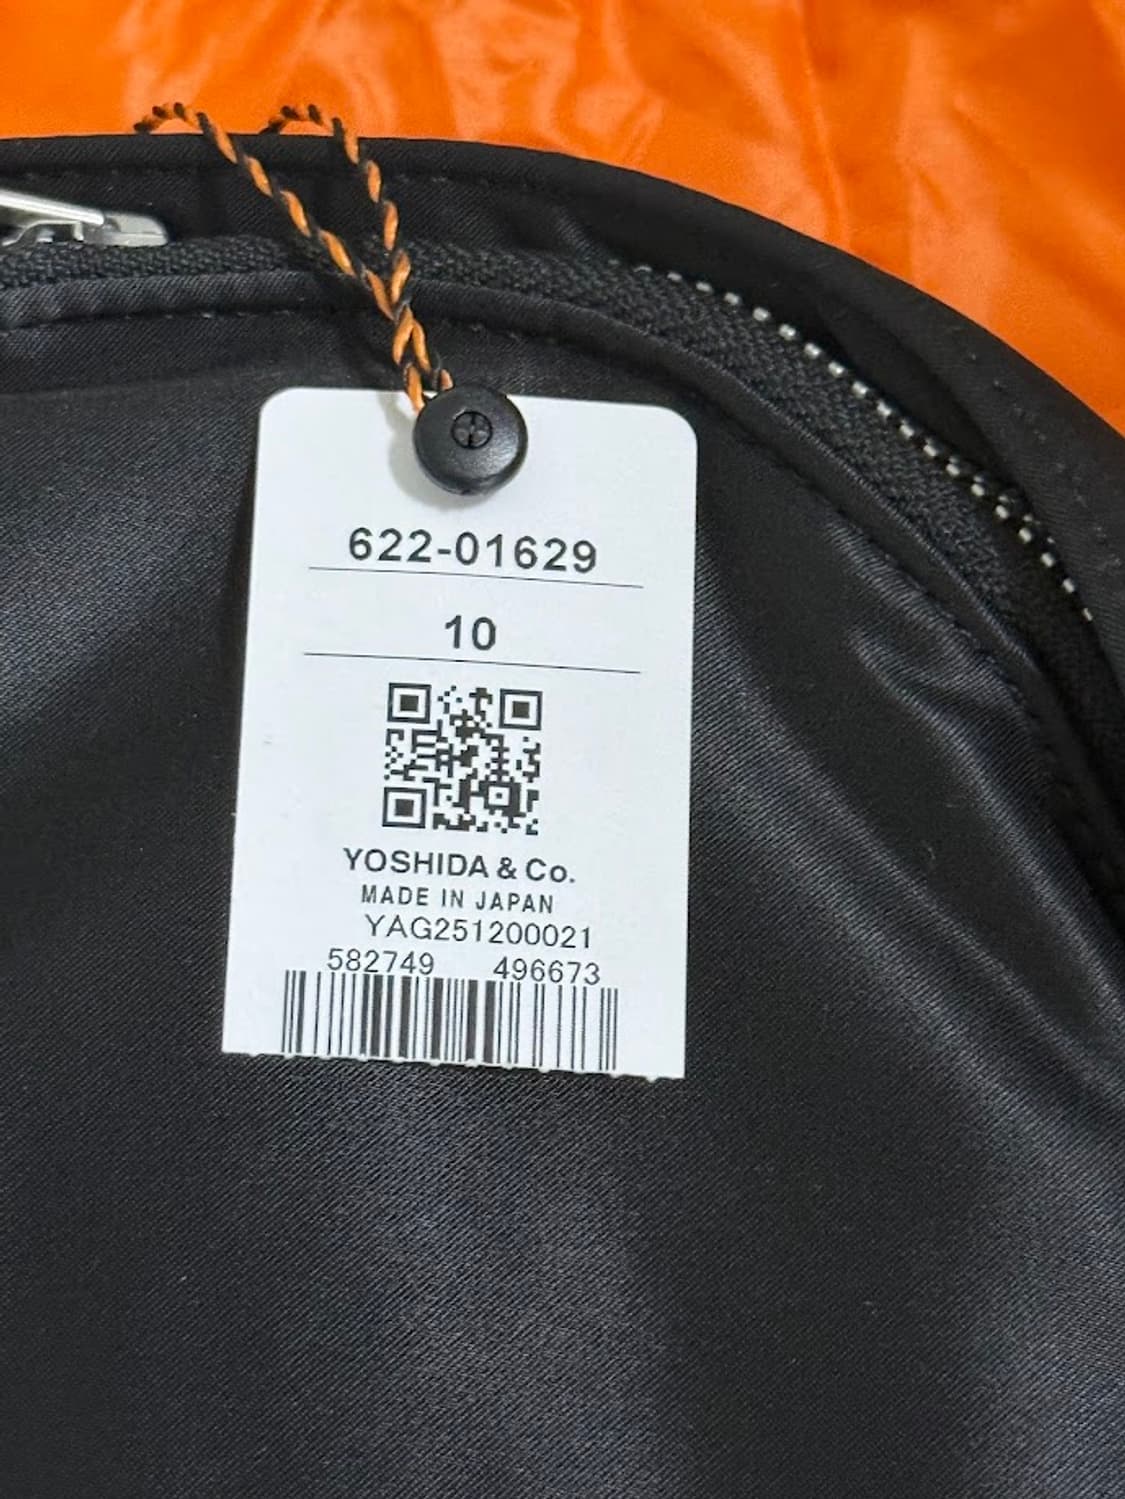 622-01629
10
YOSHIDA & Co.
MADE IN JAPAN
YAG251200021
582749 496673